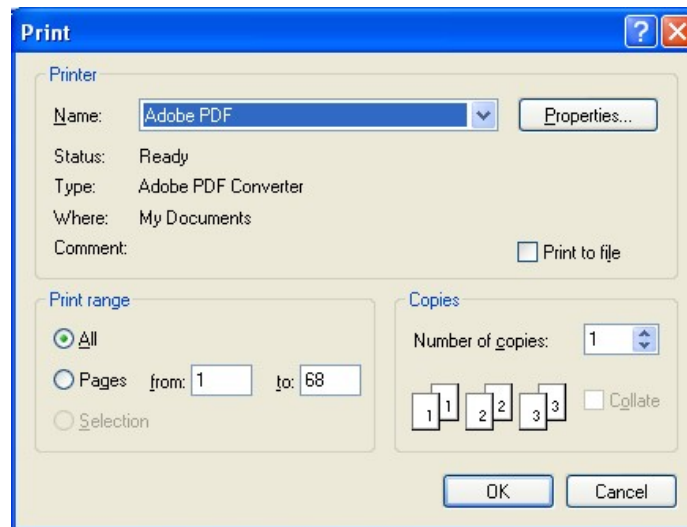 Print
Printer
Name: Adobe PDF Properties...
Status: Ready
Type: Adobe PDF Converter
Where: My Documents
Comment: Print to file
Print range
All
Pages from: 1 to: 68
Selection
Copies
Number of copies: 1
1 1 2 2 3 3 Collate
OK Cancel